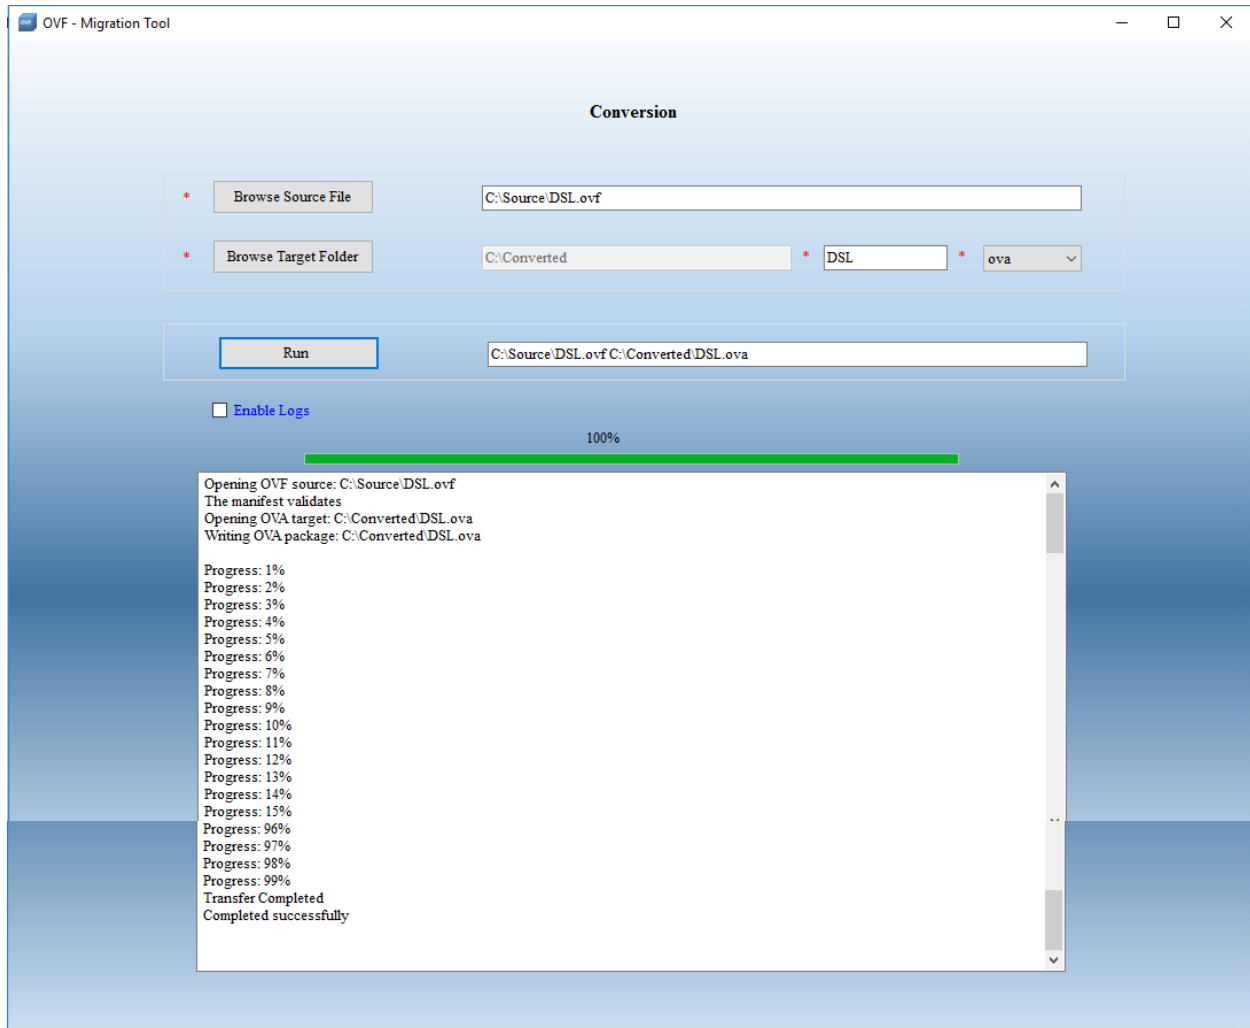 OVF - Migration Tool
Conversion
* Browse Source File C:\Source\DSL.ovf
* Browse Target Folder C:\Converted * DSL * ova
Run C:\Source\DSL.ovf C:\Converted\DSL.ova
Enable Logs
100%
Opening OVF source: C:\Source\DSL.ovf
The manifest validates
Opening OVA target: C:\Converted\DSL.ova
Writing OVA package: C:\Converted\DSL.ova
Progress: 1%
Progress: 2%
Progress: 3%
Progress: 4%
Progress: 5%
Progress: 6%
Progress: 7%
Progress: 8%
Progress: 9%
Progress: 10%
Progress: 11%
Progress: 12%
Progress: 13%
Progress: 14%
Progress: 15%
Progress: 96%
Progress: 97%
Progress: 98%
Progress: 99%
Transfer Completed
Completed successfully